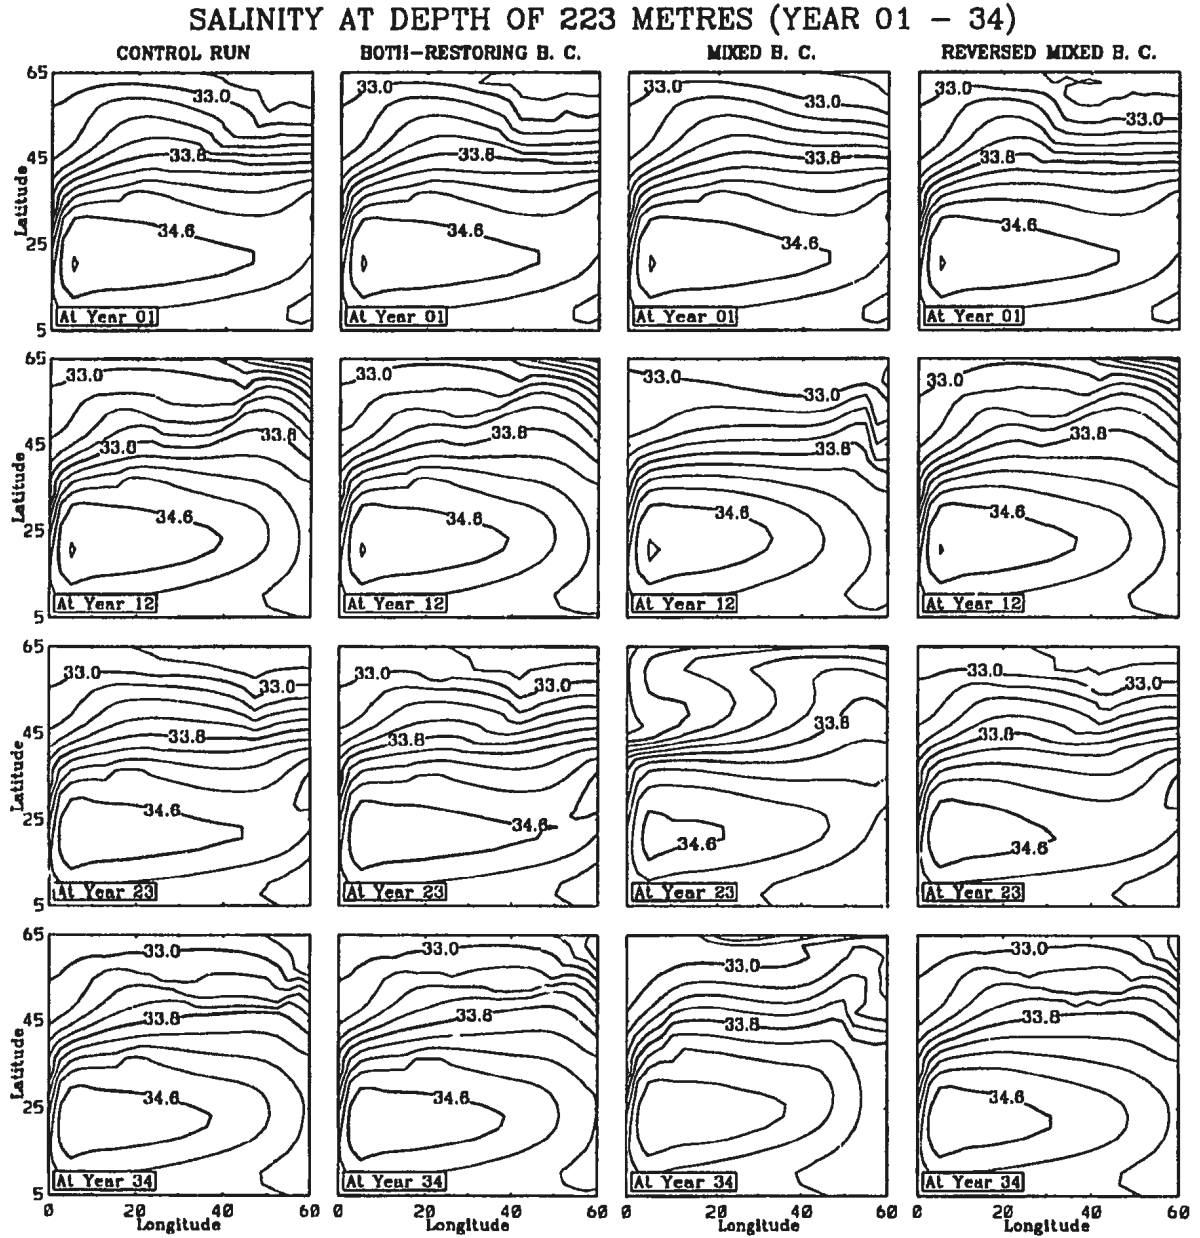 SALINITY AT DEPTH OF 223 METRES (YEAR 01 - 34)
CONTROL RUN BOTH-RESTORING B. C. MIXED B. C. REVERSED MIXED B. C.
65
33.0 33.0 33.0 33.0 33.0 33.0
45 33.8 33.8 33.8 33.8
Latitude
34.6 34.6 34.6 34.6
25
At Year 01 At Year 01 At Year 01 At Year 01
5
65
33.0 33.0 33.0 33.0 33.0
45 33.8 33.8 33.8 33.8 33.8
Latitude
34.6 34.6 34.6 34.6
25
At Year 12 At Year 12 At Year 12 At Year 12
5
65
33.0 33.0 33.0 33.0 33.0 33.0
45 33.8 33.8 33.8 33.8
Latitude
34.6 34.6 34.6 34.6
25
At Year 23 At Year 23 At Year 23 At Year 23
5
65
33.0 33.0 33.0 33.0
45 33.8 33.8 33.8 33.8
Latitude
34.6 34.6 34.6
25
At Year 34 At Year 34 At Year 34 At Year 34
5
0 20 40 60 0 20 40 60 0 20 40 60 0 20 40 60
Longitude Longitude Longitude Longitude